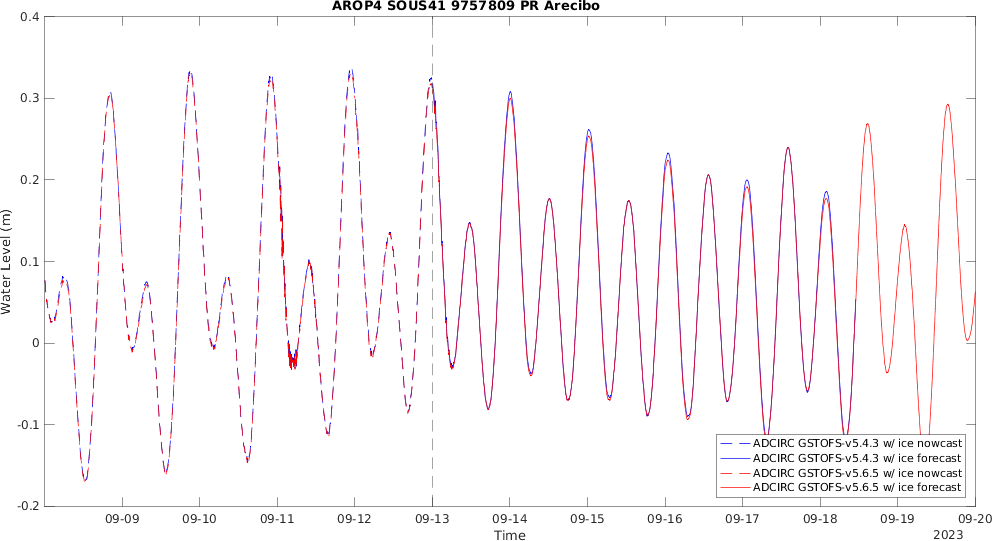 AROP4 SOUS41 9757809 PR Arecibo
0.4
0.3
0.2
0.1
0
-0.1
-0.2
Water Level (m)
ADCIRC GSTOFS-v5.4.3 w/ ice nowcast
ADCIRC GSTOFS-v5.4.3 w/ ice forecast
ADCIRC GSTOFS-v5.6.5 w/ ice nowcast
ADCIRC GSTOFS-v5.6.5 w/ ice forecast
09-09 09-10 09-11 09-12 09-13 09-14 09-15 09-16 09-17 09-18 09-19 09-20
Time
2023